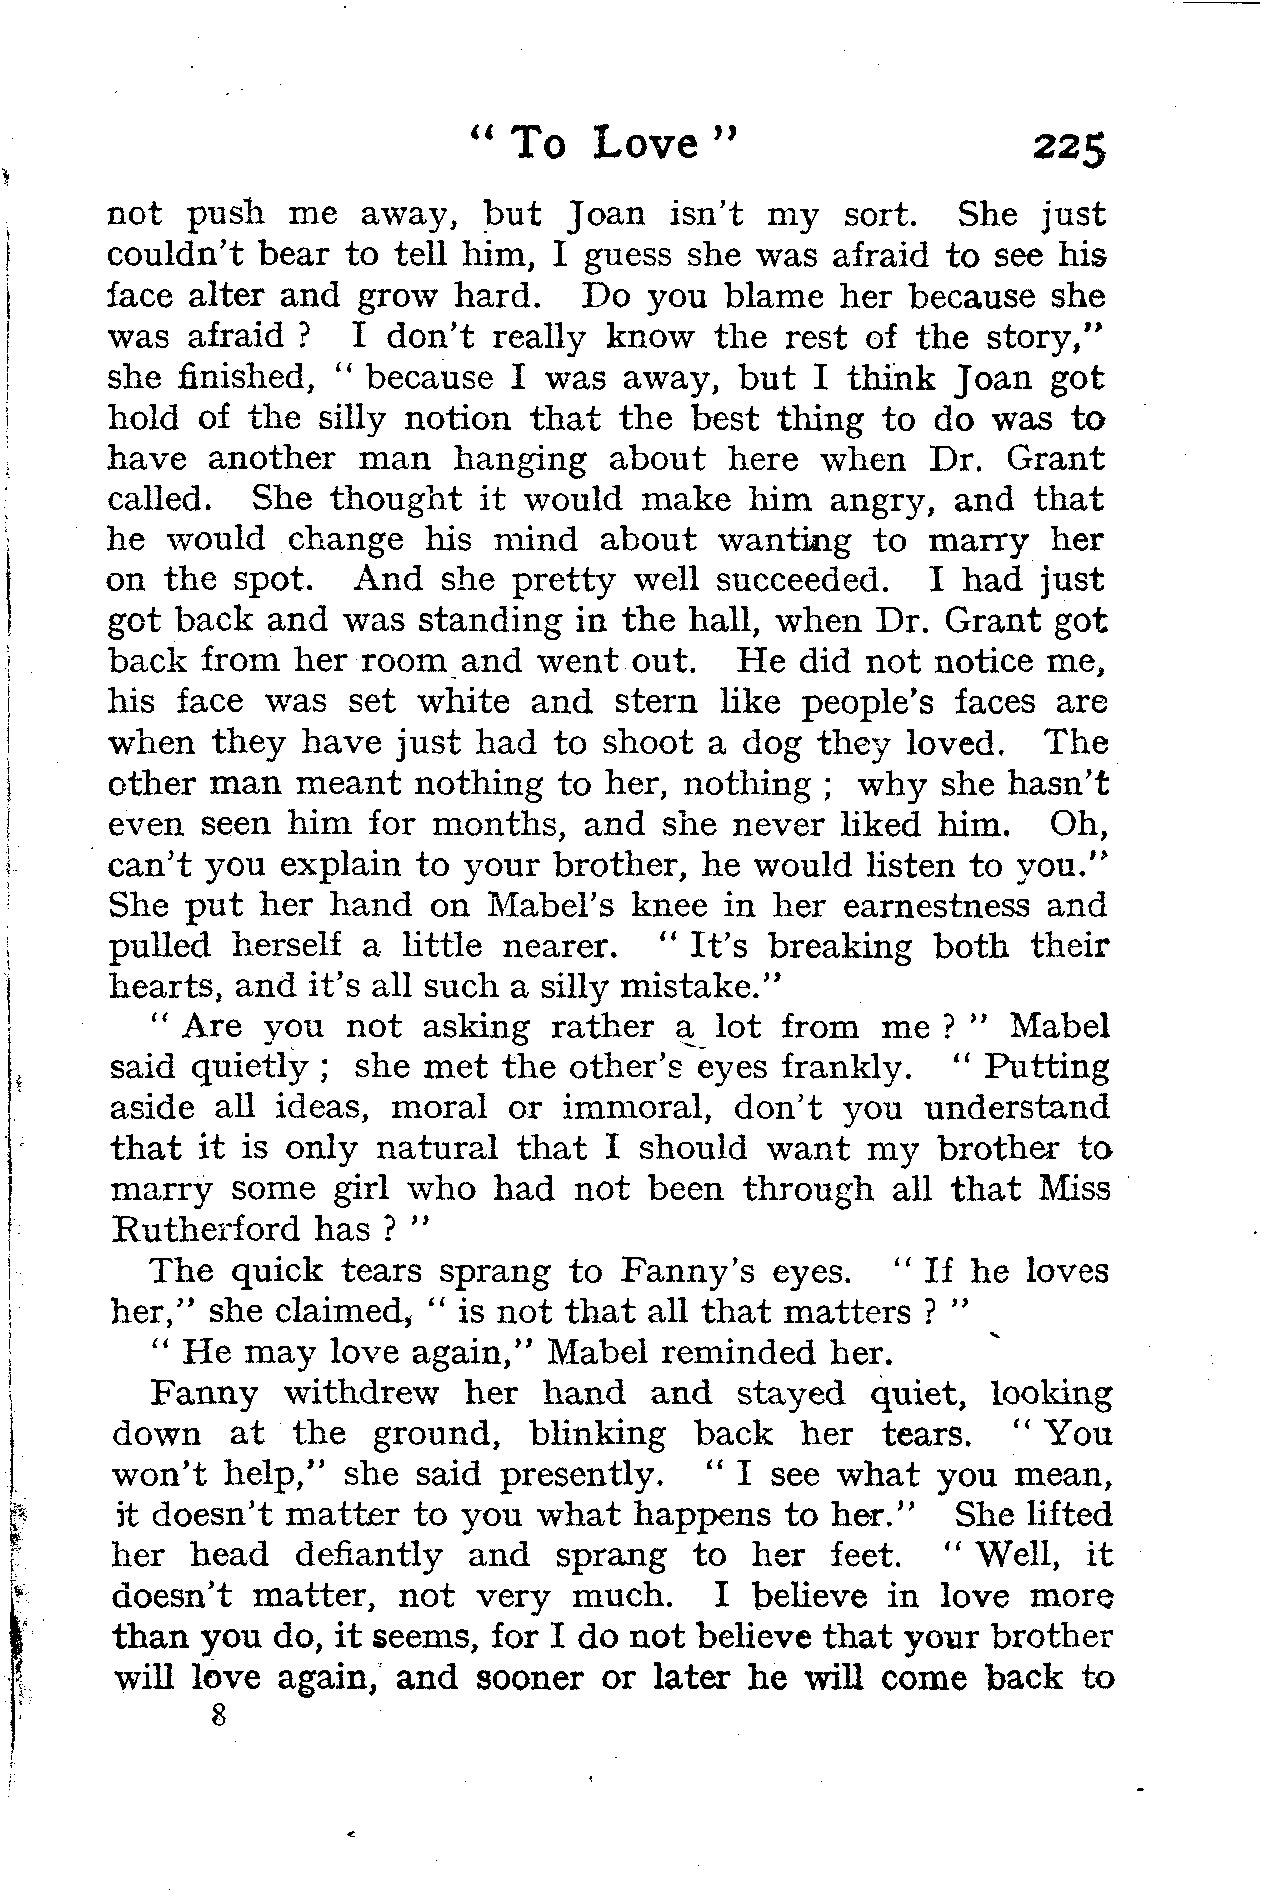 " To Love " 225
not push me away, but Joan isn't my sort. She just
couldn't bear to tell him, I guess she was afraid to see his
face alter and grow hard. Do you blame her because she
was afraid ? I don't really know the rest of the story,"
she finished, " because I was away, but I think Joan got
hold of the silly notion that the best thing to do was to
have another man hanging about here when Dr. Grant
called. She thought it would make him angry, and that
he would change his mind about wanting to marry her
on the spot. And she pretty well succeeded. I had just
got back and was standing in the hall, when Dr. Grant got
back from her room and went out. He did not notice me,
his face was set white and stern like people's faces are
when they have just had to shoot a dog they loved. The
other man meant nothing to her, nothing ; why she hasn't
even seen him for months, and she never liked him. Oh,
can't you explain to your brother, he would listen to you."
She put her hand on Mabel's knee in her earnestness and
pulled herself a little nearer. " It's breaking both their
hearts, and it's all such a silly mistake."
" Are you not asking rather a lot from me ? " Mabel
said quietly ; she met the other's eyes frankly. " Putting
aside all ideas, moral or immoral, don't you understand
that it is only natural that I should want my brother to
marry some girl who had not been through all that Miss
Rutherford has ? "
The quick tears sprang to Fanny's eyes. " If he loves
her," she claimed, " is not that all that matters ? "
" He may love again," Mabel reminded her.
Fanny withdrew her hand and stayed quiet, looking
down at the ground, blinking back her tears. " You
won't help," she said presently. " I see what you mean,
it doesn't matter to you what happens to her." She lifted
her head defiantly and sprang to her feet. " Well, it
doesn't matter, not very much. I believe in love more
than you do, it seems, for I do not believe that your brother
will love again, and sooner or later he will come back to
8